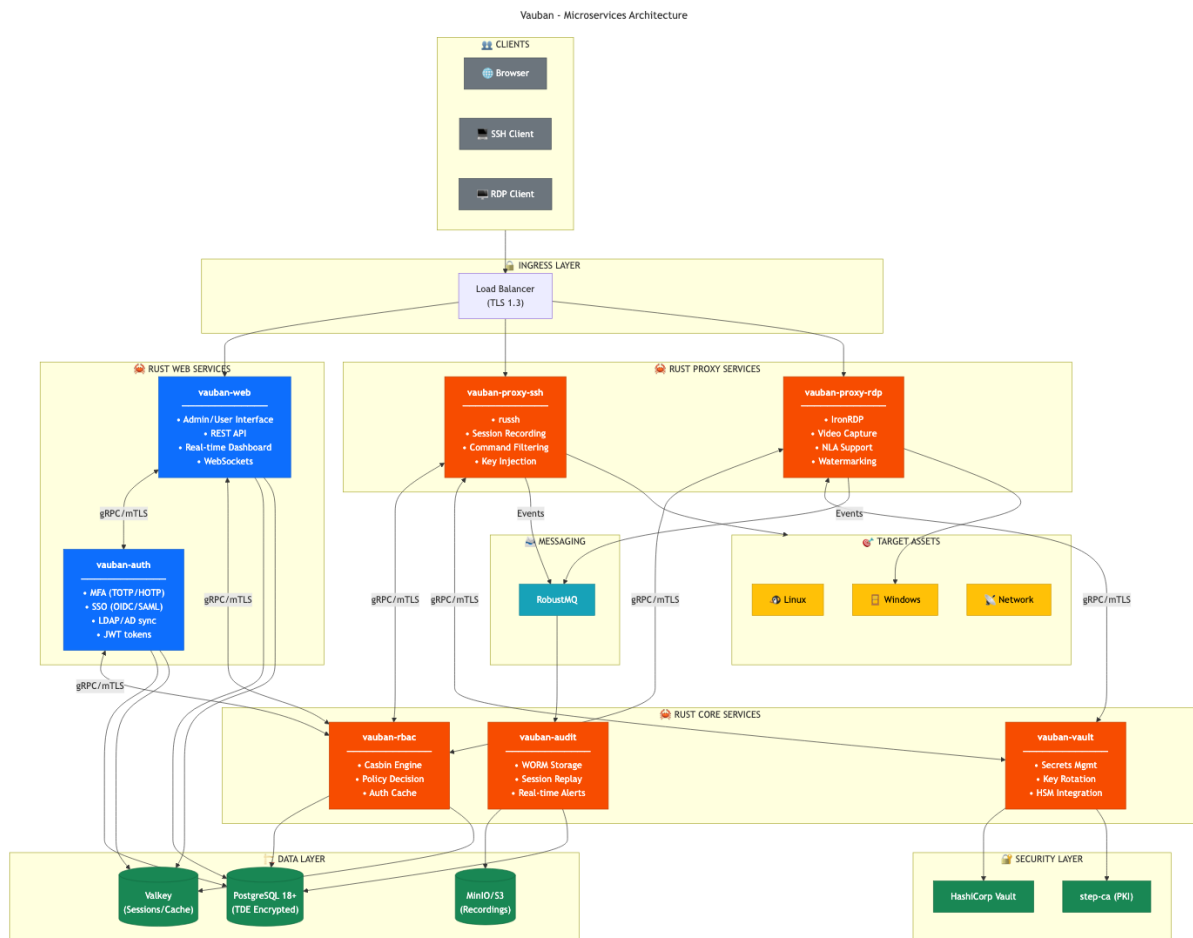 Vauban - Microservices Architecture
CLIENTS
Browser
SSH Client
RDP Client
INGRESS LAYER
Load Balancer
(TLS 1.3)
RUST WEB SERVICES
vauban-web
• Admin/User Interface
• REST API
• Real-time Dashboard
• WebSockets
gRPC/mTLS
vauban-auth
• MFA (TOTP/HOTP)
• SSO (OIDC/SAML)
• LDAP/AD sync
• JWT tokens
RUST PROXY SERVICES
vauban-proxy-ssh
• russh
• Session Recording
• Command Filtering
• Key Injection
vauban-proxy-rdp
• IronRDP
• Video Capture
• NLA Support
• Watermarking
Events
Events
MESSAGING
RobustMQ
TARGET ASSETS
Linux
Windows
Network
gRPC/mTLS
gRPC/mTLS
gRPC/mTLS
gRPC/mTLS
gRPC/mTLS
gRPC/mTLS
RUST CORE SERVICES
vauban-rbac
• Casbin Engine
• Policy Decision
• Auth Cache
vauban-audit
• WORM Storage
• Session Replay
• Real-time Alerts
vauban-vault
• Secrets Mgmt
• Key Rotation
• HSM Integration
DATA LAYER
Valkey
(Sessions/Cache)
PostgreSQL 18+
(TDE Encrypted)
MinIO/S3
(Recordings)
SECURITY LAYER
HashiCorp Vault
step-ca (PKI)